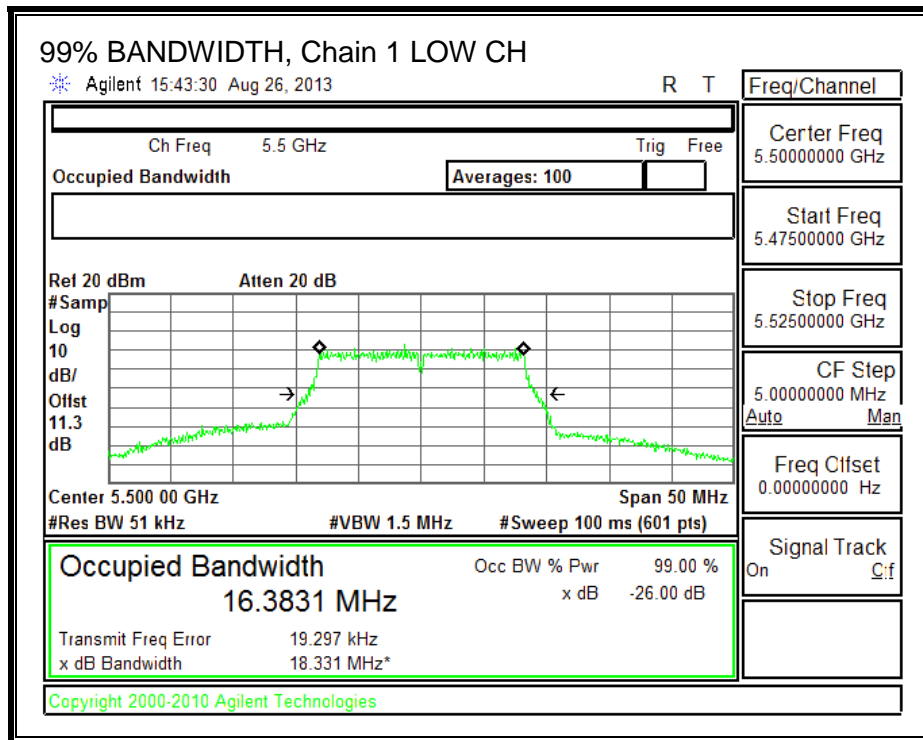 99% BANDWIDTH, Chain 1 LOW CH
Agilent 15:43:30 Aug 26, 2013 R T
Freq/Channel
Ch Freq 5.5 GHz Trig Free
Occupied Bandwidth Averages: 100
Center Freq
5.50000000 GHz
Start Freq
5.47500000 GHz
Stop Freq
5.52500000 GHz
CF Step
5.00000000 MHz
Auto Man
Freq Offset
0.00000000 Hz
Signal Track
On Off
Ref 20 dBm Atten 20 dB
#Samp
Log
10
dB/
Offst
11.3
dB
Center 5.500 00 GHz Span 50 MHz
#Res BW 51 kHz #VBW 1.5 MHz #Sweep 100 ms (601 pts)
Occupied Bandwidth Occ BW % Pwr 99.00 %
16.3831 MHz x dB -26.00 dB
Transmit Freq Error 19.297 kHz
x dB Bandwidth 18.331 MHz*
Copyright 2000-2010 Agilent Technologies